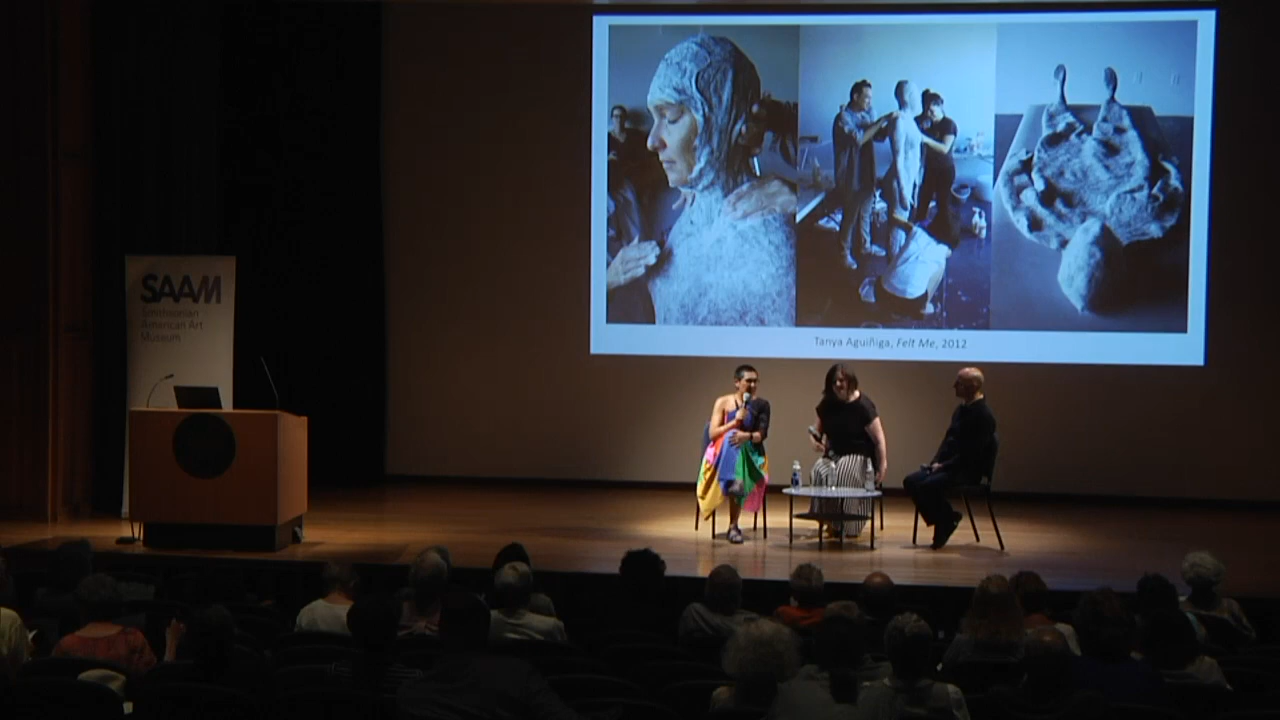 Tanya Aguiñiga, Felt Me, 2012
SAAM
Smithsonian
American Art
Museum